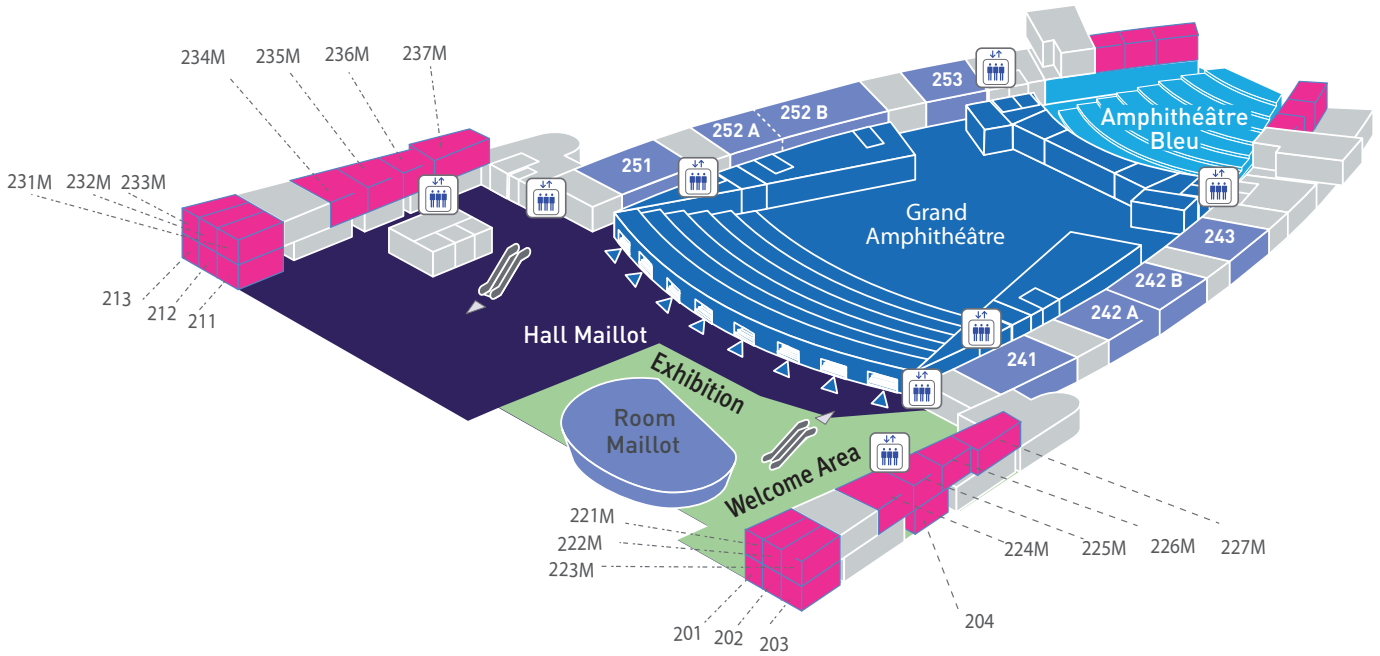 234M
235M
236M
237M
231M
232M
233M
213
212
211
251
252 A
252 B
253
Amphithéâtre
Bleu
Grand
Amphithéâtre
243
242 B
242 A
241
Hall Maillot
Exhibition
Room
Maillot
Welcome Area
221M
222M
223M
201
202
203
204
224M
225M
226M
227M